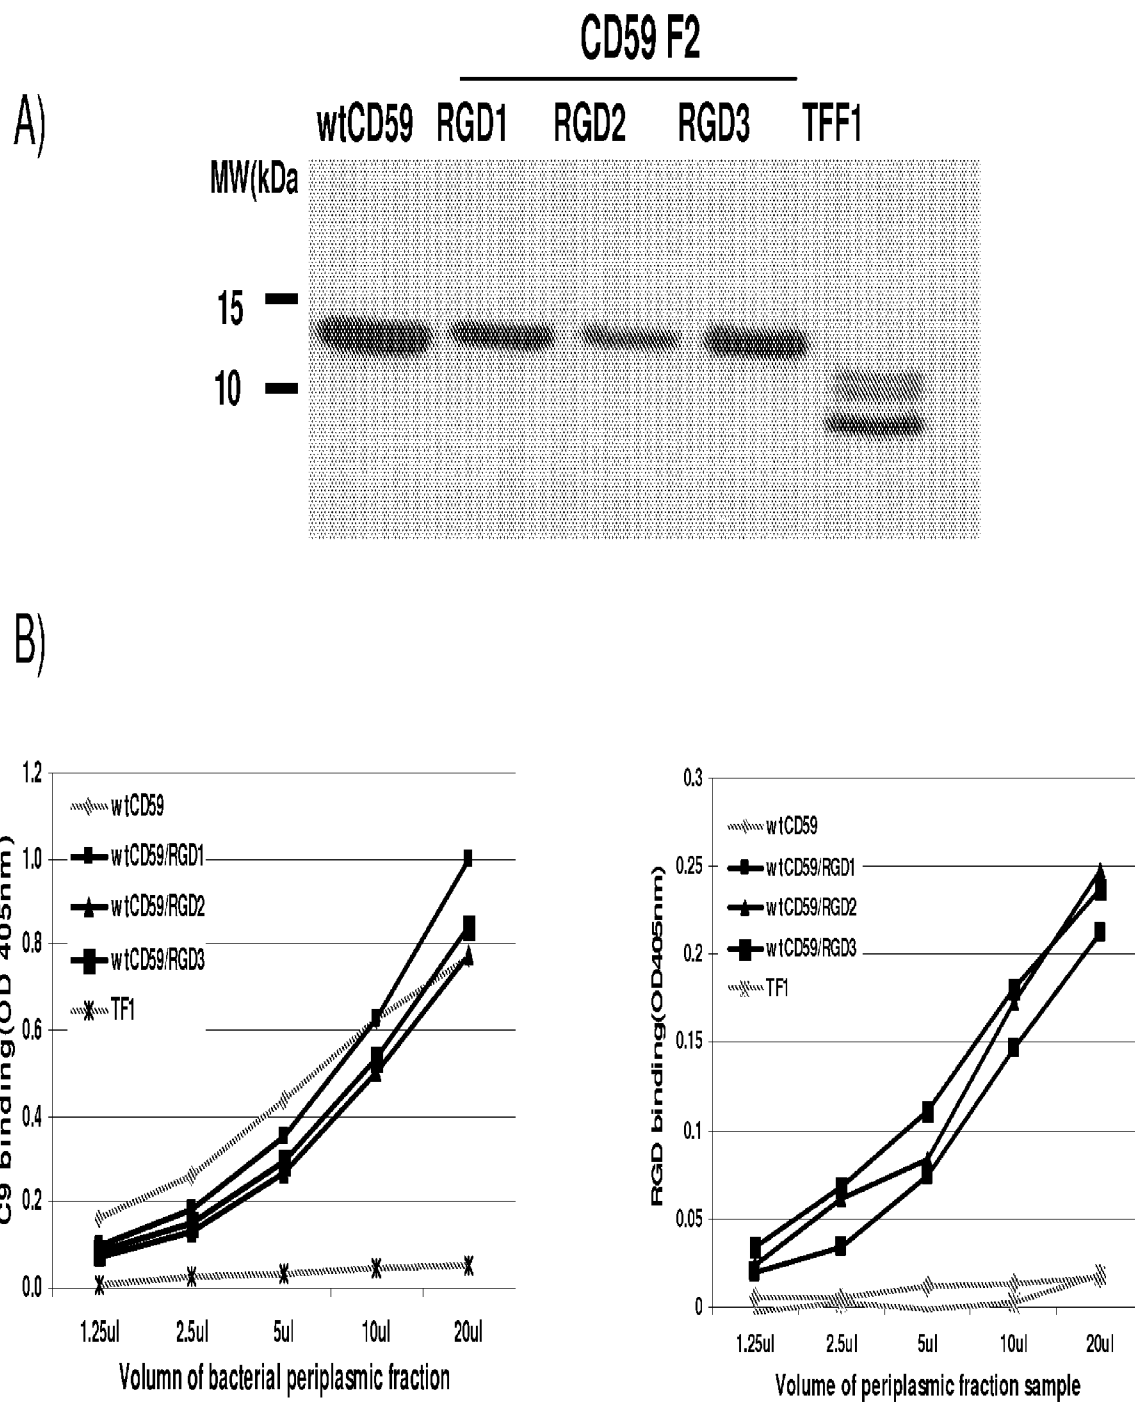 CD59 F2
A)
wtCD59 RGD1 RGD2 RGD3 TFF1
MW(kDa
15
10
B)
1.2
1.0
0.8
0.6
0.4
0.2
0.0
C9 binding(OD 405nm)
wtCD59
wtCD59/RGD1
wtCD59/RGD2
wtCD59/RGD3
TF1
1.25ul 2.5ul 5ul 10ul 20ul
Volumn of bacterial periplasmic fraction
0.3
0.25
0.2
0.15
0.1
0.05
0
RGD binding(OD405nm)
wtCD59
wtCD59/RGD1
wtCD59/RGD2
wtCD59/RGD3
TF1
1.25ul 2.5ul 5ul 10ul 20ul
Volume of periplasmic fraction sample